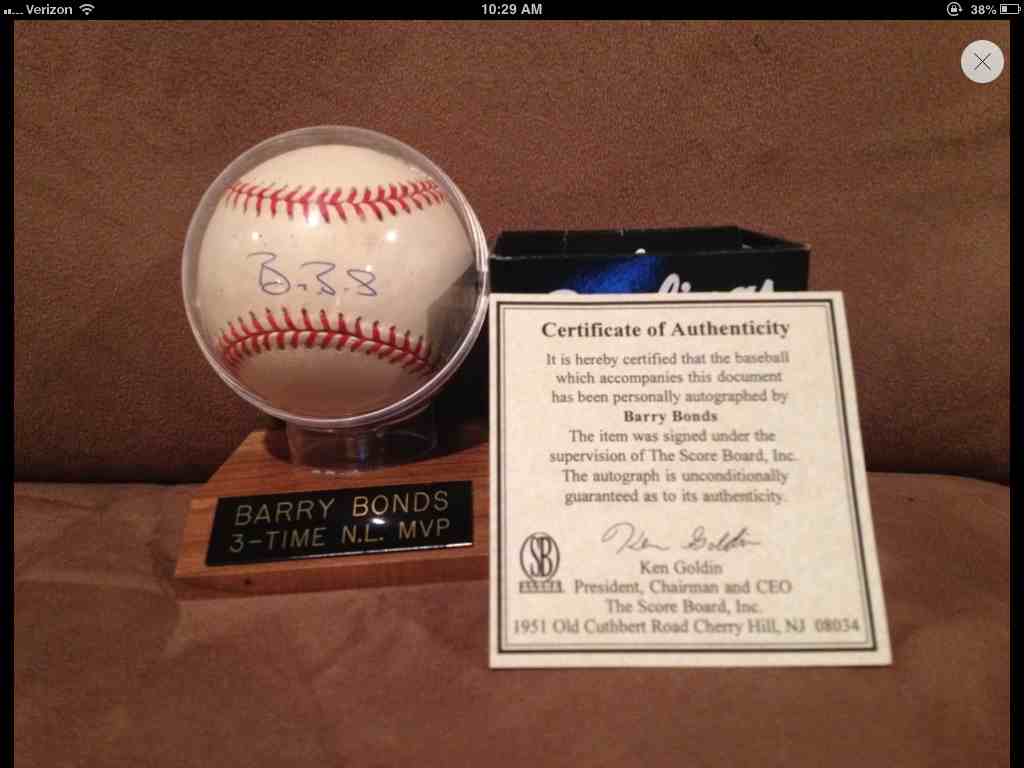 Verizon
10:29 AM
38%
B. B. 8
BARRY BONDS
3-TIME N.L. MVP
Certificate of Authenticity
It is hereby certified that the baseball
which accompanies this document
has been personally autographed by
Barry Bonds
The item was signed under the
supervision of The Score Board, Inc.
The autograph is unconditionally
guaranteed as to its authenticity.
Ken Goldin
SB
Ken Goldin
President, Chairman and CEO
The Score Board, Inc.
1951 Old Cuthbert Road Cherry Hill, NJ 08034